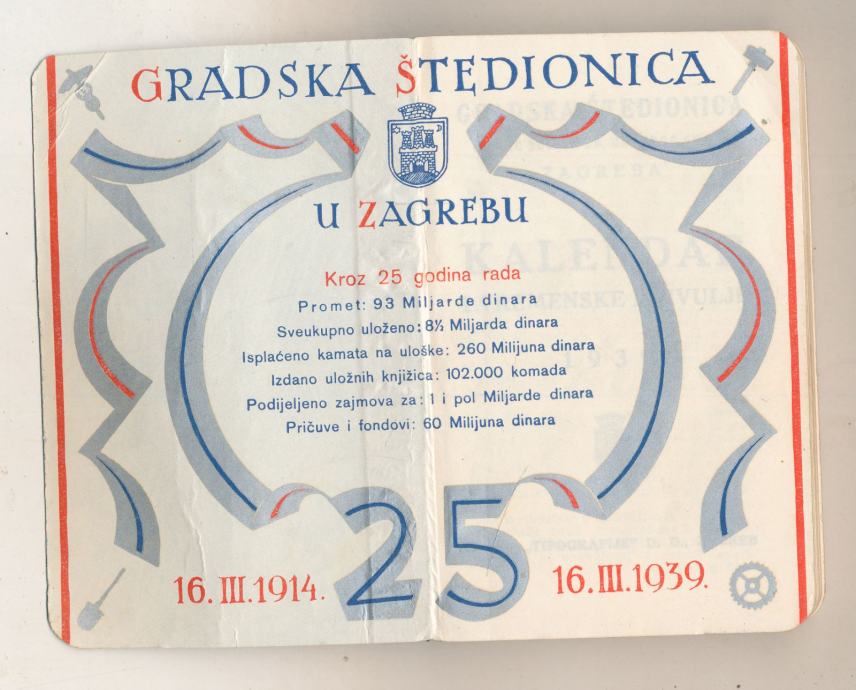 GRADSKA ŠTEDIONICA
U ZAGREBU
Kroz 25 godina rada
Promet: 93 Miljarde dinara
Sveukupno uloženo: 8½ Miljarda dinara
Isplaćeno kamata na uloške: 260 Milijuna dinara
Izdano uložnih knjižica: 102.000 komada
Podijeljeno zajmova za: 1 i pol Miljarde dinara
Pričuve i fondovi: 60 Milijuna dinara
25
16. III. 1914. 16. III. 1939.